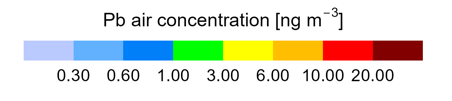 Pb air concentration [ng m⁻³]
0.30 0.60 1.00 3.00 6.00 10.00 20.00